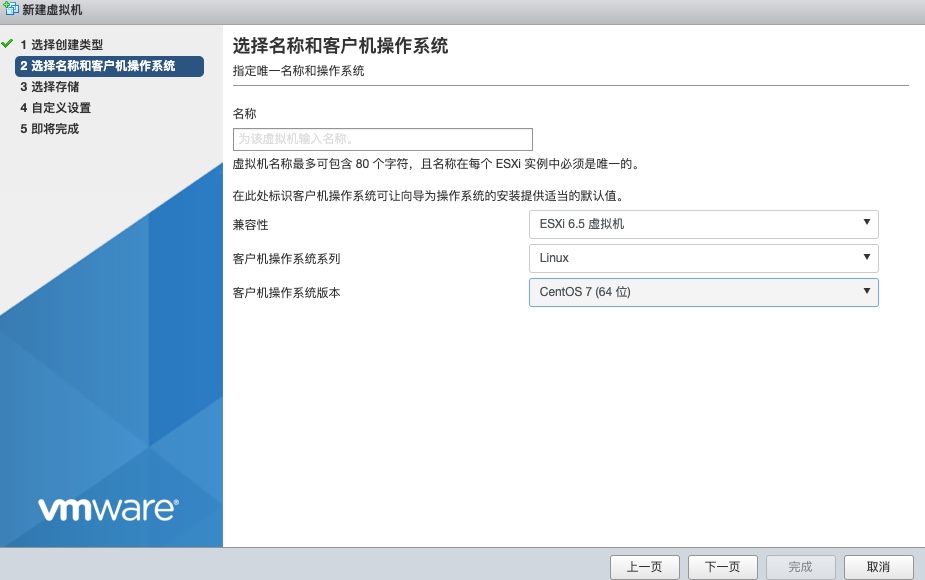 新建虚拟机
1 选择创建类型
2 选择名称和客户机操作系统
3 选择存储
4 自定义设置
5 即将完成
选择名称和客户机操作系统
指定唯一名称和操作系统
名称
为该虚拟机输入名称。
虚拟机名称最多可包含 80 个字符，且名称在每个 ESXi 实例中必须是唯一的。
在此处标识客户机操作系统可让向导为操作系统的安装提供适当的默认值。
兼容性
ESXi 6.5 虚拟机
客户机操作系统系列
Linux
客户机操作系统版本
CentOS 7 (64 位)
vmware®
上一页
下一页
完成
取消